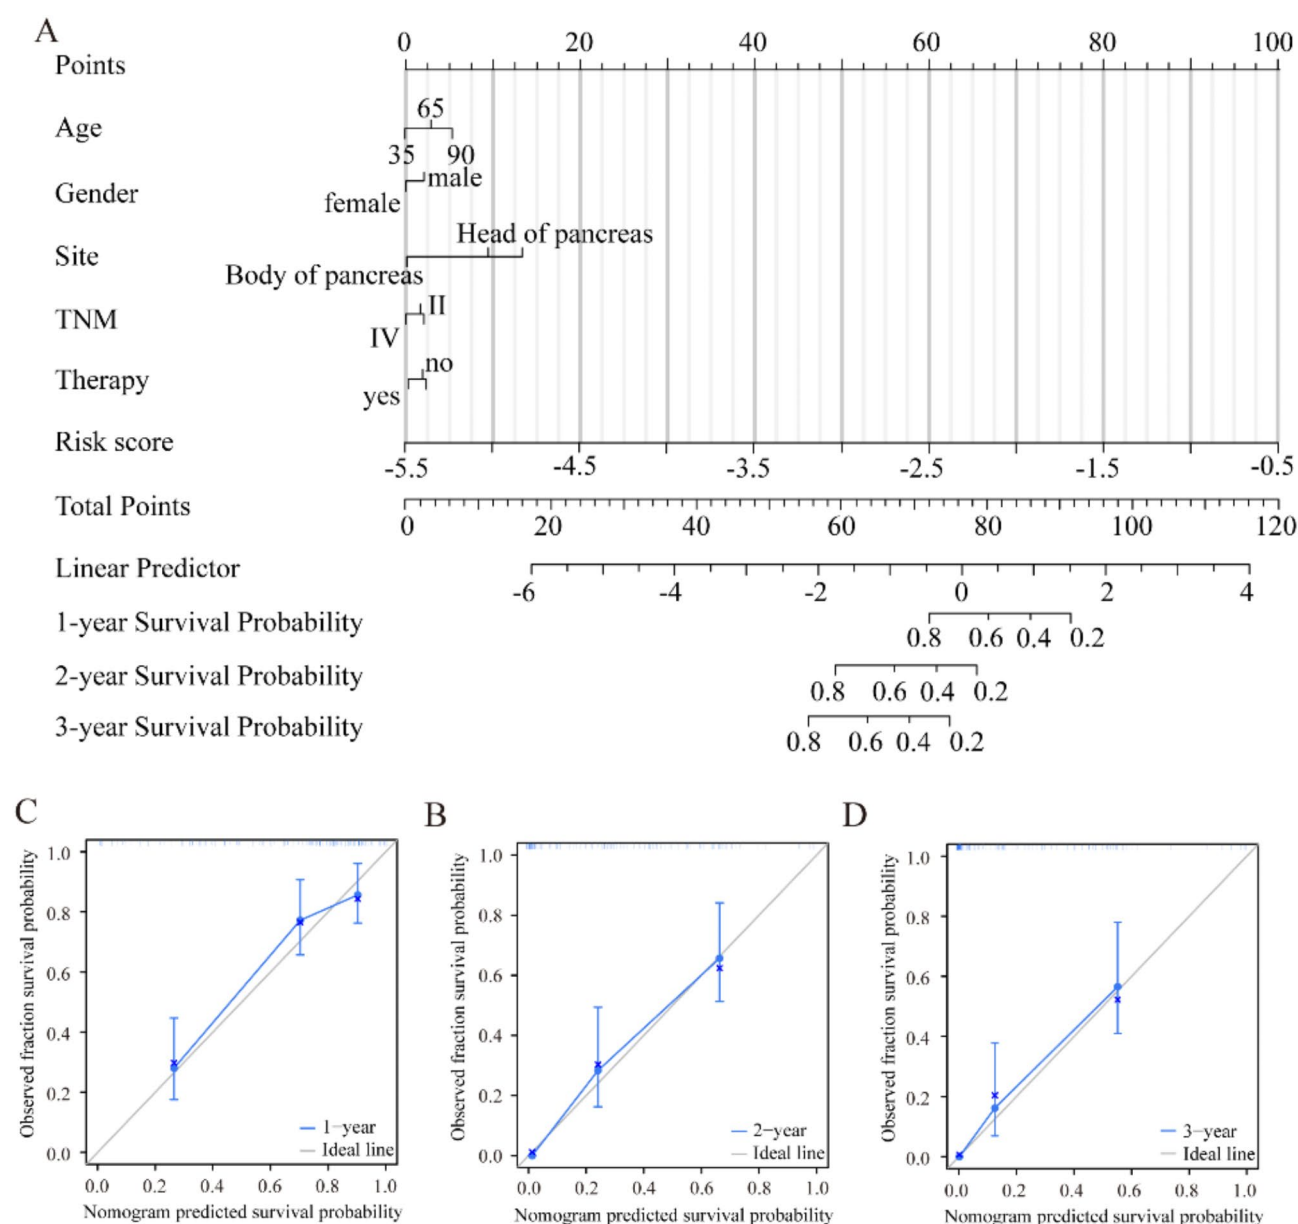 A
Points
0 20 40 60 80 100
Age
65
35 90
Gender
male
female
Site
Head of pancreas
Body of pancreas
TNM
II
IV
Therapy
no
yes
Risk score
-5.5 -4.5 -3.5 -2.5 -1.5 -0.5
Total Points
0 20 40 60 80 100 120
Linear Predictor
-6 -4 -2 0 2 4
1-year Survival Probability
0.8 0.6 0.4 0.2
2-year Survival Probability
0.8 0.6 0.4 0.2
3-year Survival Probability
0.8 0.6 0.4 0.2
C
Observed fraction survival probability
1.0
0.8
0.6
0.4
0.2
0.0
1-year
Ideal line
0.0 0.2 0.4 0.6 0.8 1.0
Nomogram predicted survival probability
B
Observed fraction survival probability
1.0
0.8
0.6
0.4
0.2
0.0
2-year
Ideal line
0.0 0.2 0.4 0.6 0.8 1.0
Nomogram predicted survival probability
D
Observed fraction survival probability
1.0
0.8
0.6
0.4
0.2
0.0
3-year
Ideal line
0.0 0.2 0.4 0.6 0.8 1.0
Nomogram predicted survival probability